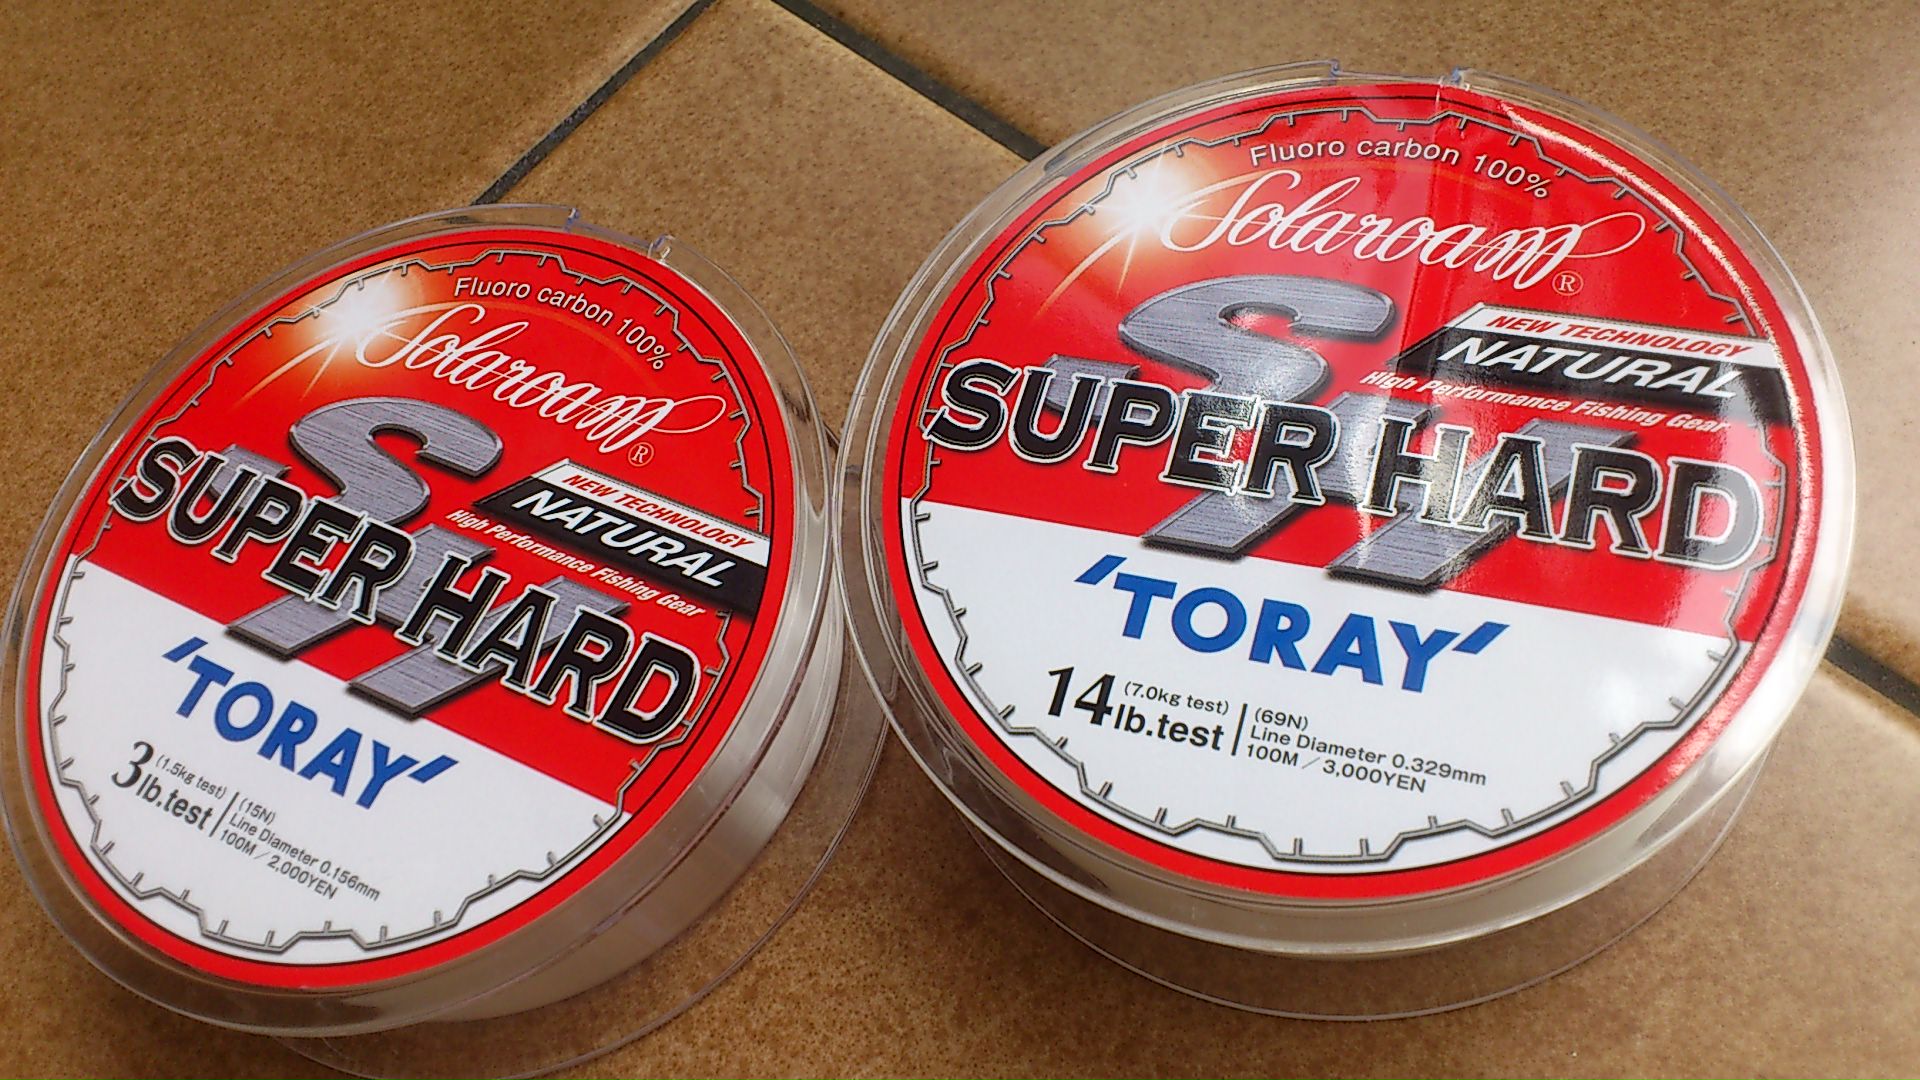 Fluoro carbon 100%
Solaroam®
SH
NEW TECHNOLOGY
NATURAL
High Performance Fishing Gear
SUPER HARD
'TORAY'
3lb.test (1.5kg test)
(15N)
Line Diameter 0.156mm
100M／2,000YEN
Fluoro carbon 100%
Solaroam®
SH
NEW TECHNOLOGY
NATURAL
High Performance Fishing Gear
SUPER HARD
'TORAY'
14lb.test (7.0kg test)
(69N)
Line Diameter 0.329mm
100M／3,000YEN